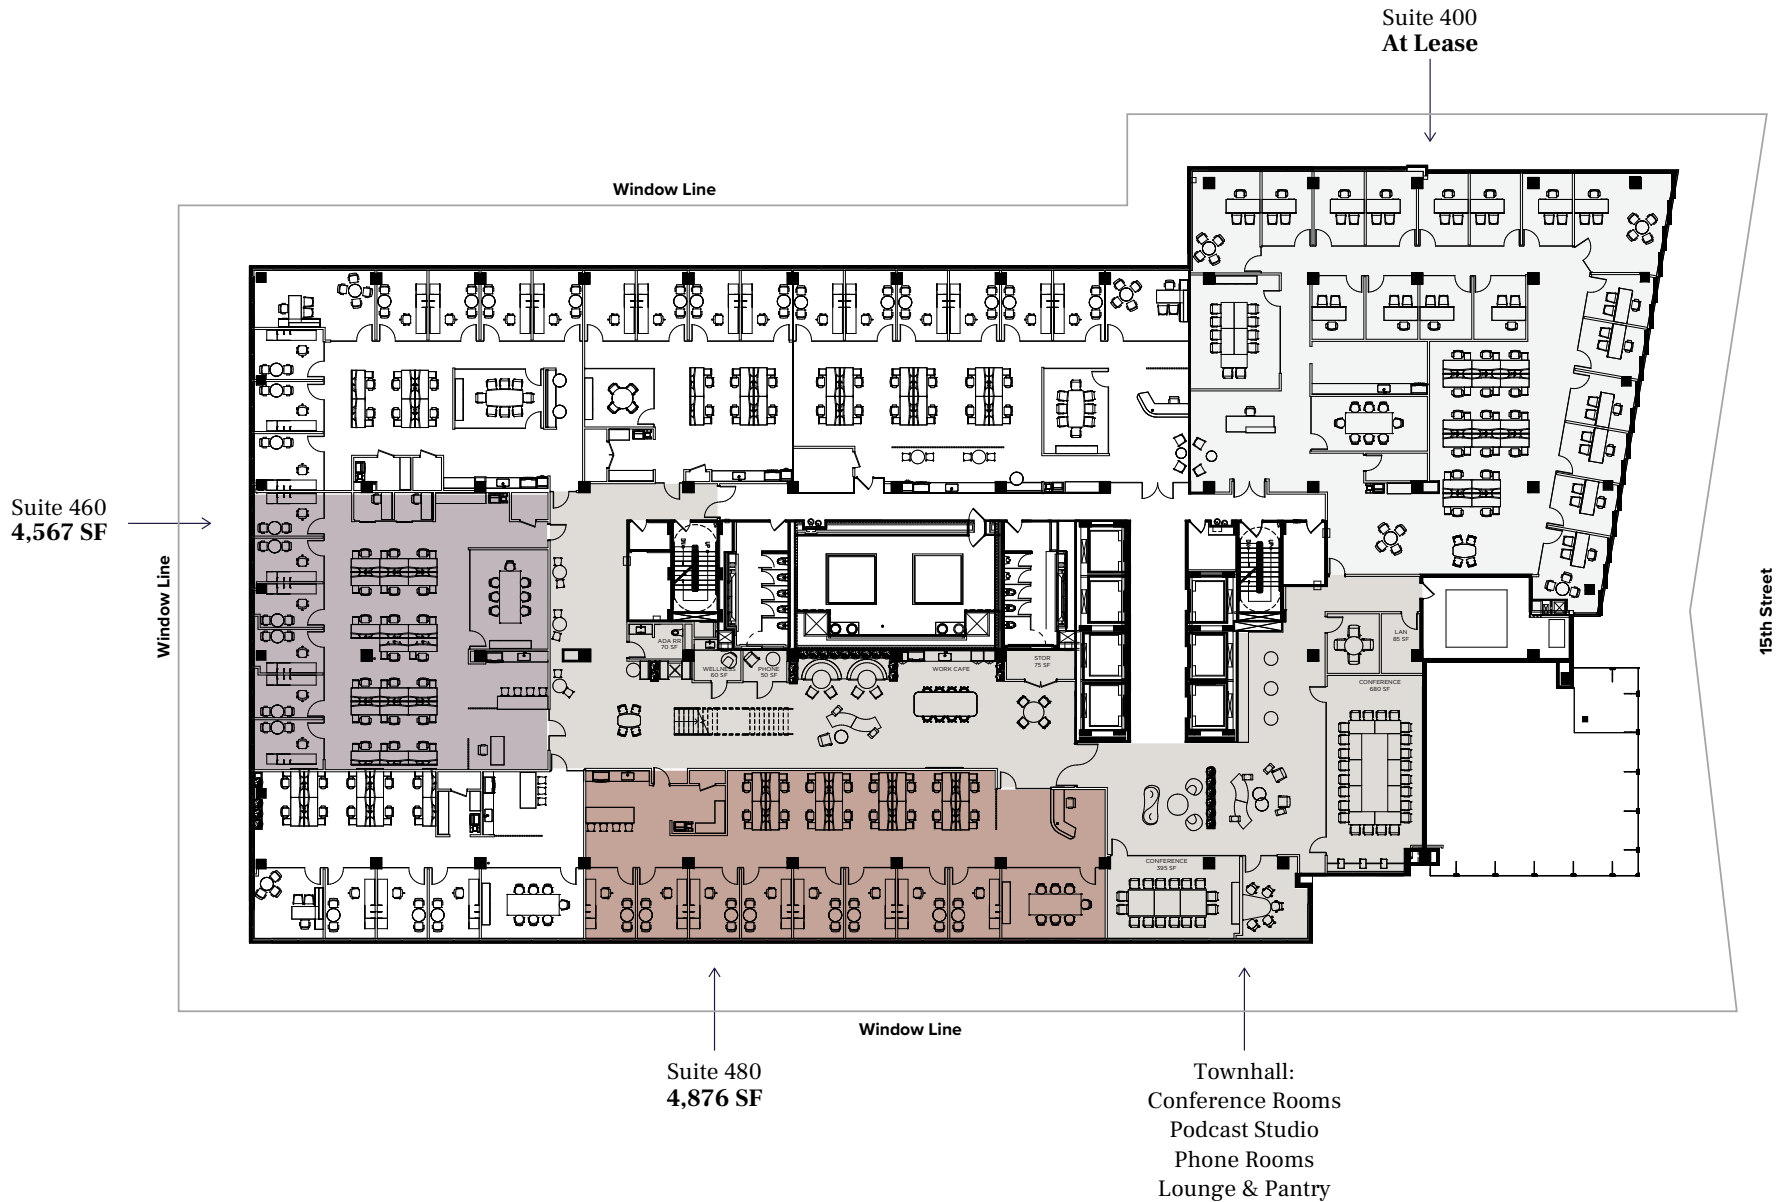 Suite 400
At Lease
Window Line
Suite 460
4,567 SF
Window Line
15th Street
ADA RR
70 SF
WELLNESS
60 SF
PHONE
50 SF
WORK CAFE
STOR
75 SF
LAN
85 SF
CONFERENCE
680 SF
CONFERENCE
395 SF
Window Line
Suite 480
4,876 SF
Townhall:
Conference Rooms
Podcast Studio
Phone Rooms
Lounge & Pantry